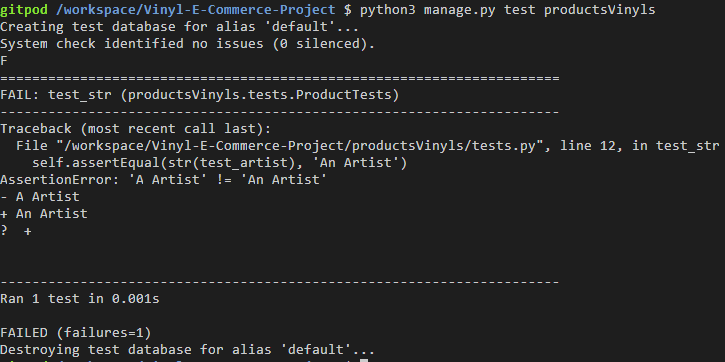 gitpod /workspace/Vinyl-E-Commerce-Project $ python3 manage.py test productsVinyls
Creating test database for alias 'default'...
System check identified no issues (0 silenced).
F
======================================================================
FAIL: test_str (productsVinyls.tests.ProductTests)
----------------------------------------------------------------------
Traceback (most recent call last):
  File "/workspace/Vinyl-E-Commerce-Project/productsVinyls/tests.py", line 12, in test_str
    self.assertEqual(str(test_artist), 'An Artist')
AssertionError: 'A Artist' != 'An Artist'
- A Artist
+ An Artist
?  +
----------------------------------------------------------------------
Ran 1 test in 0.001s
FAILED (failures=1)
Destroying test database for alias 'default'...